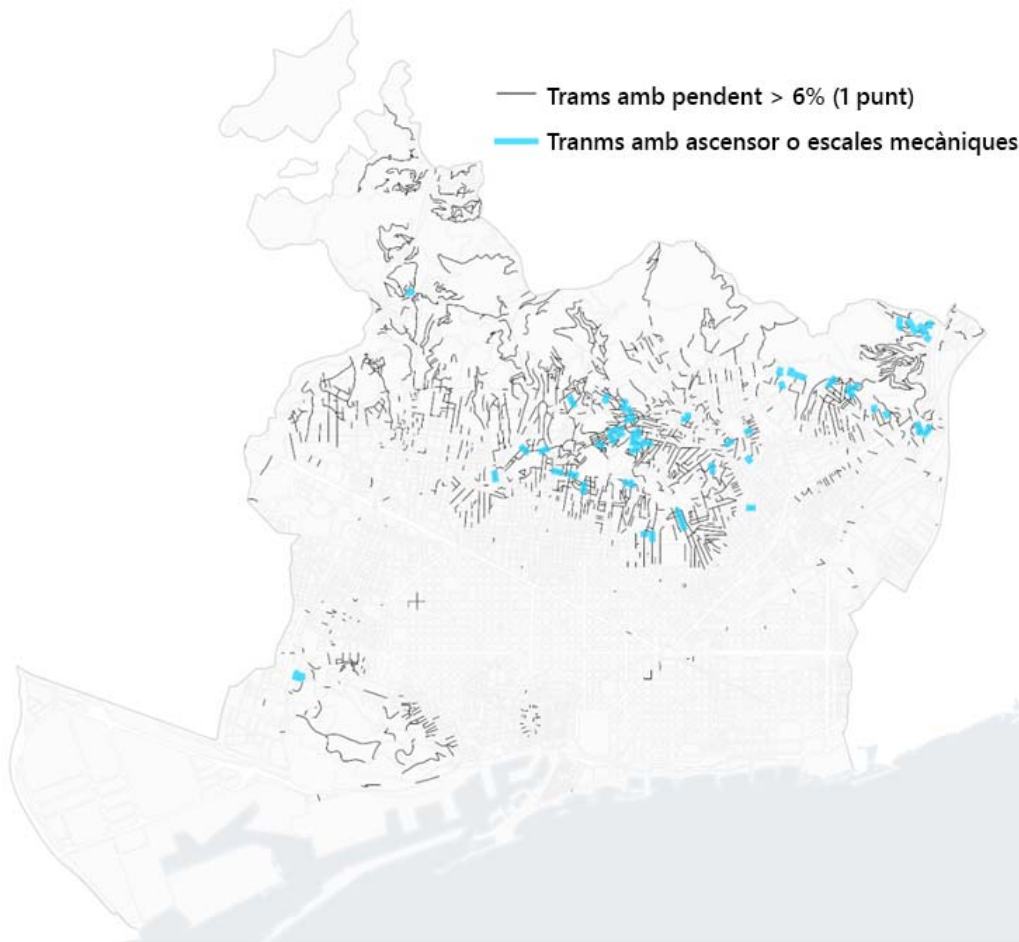 Trams amb pendent > 6% (1 punt)
Tranms amb ascensor o escales mecàniques